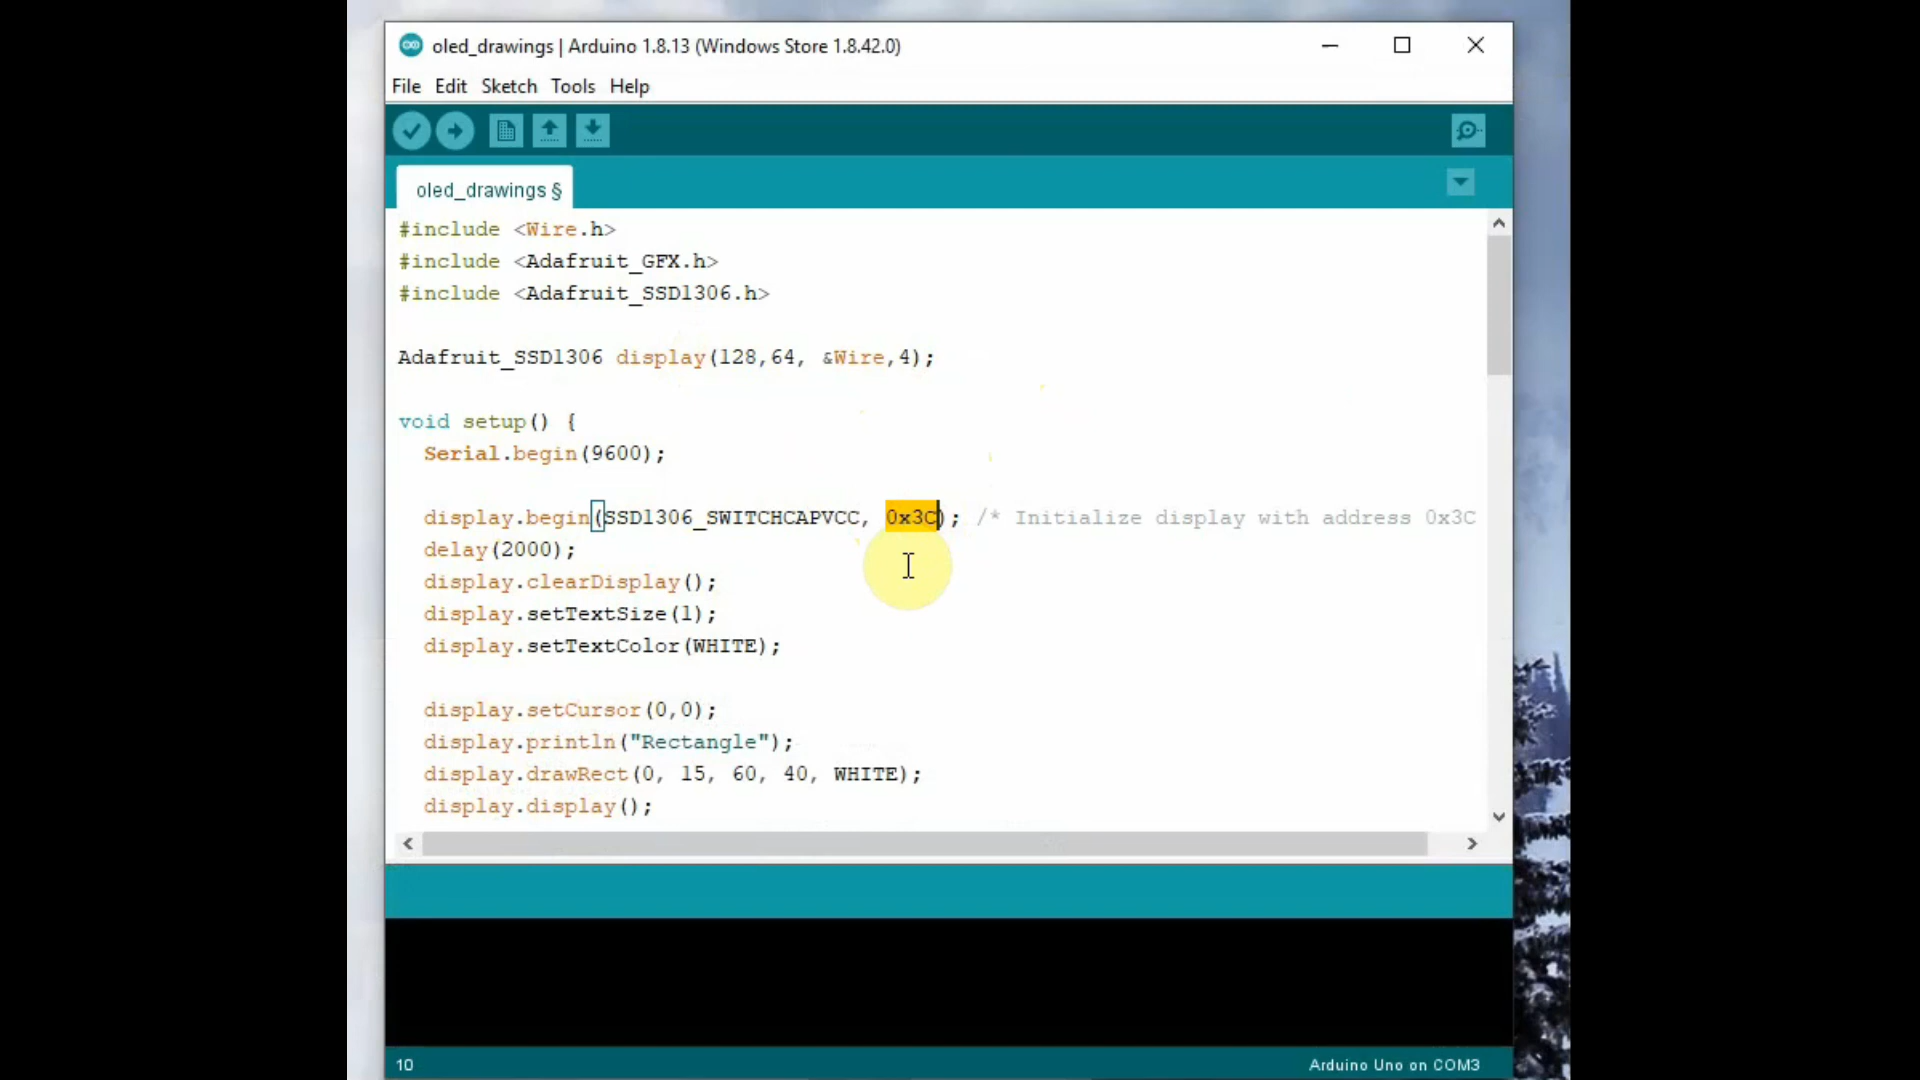 oled_drawings | Arduino 1.8.13 (Windows Store 1.8.42.0)
File Edit Sketch Tools Help
oled_drawings §
#include <Wire.h>
#include <Adafruit_GFX.h>
#include <Adafruit_SSD1306.h>
Adafruit_SSD1306 display(128,64, &Wire,4);
void setup() {
Serial.begin(9600);
display.begin(SSD1306_SWITCHCAPVCC, 0x3C); /* Initialize display with address 0x3C
delay(2000);
display.clearDisplay();
display.setTextSize(1);
display.setTextColor(WHITE);
display.setCursor(0,0);
display.println("Rectangle");
display.drawRect(0, 15, 60, 40, WHITE);
display.display();
10
Arduino Uno on COM3